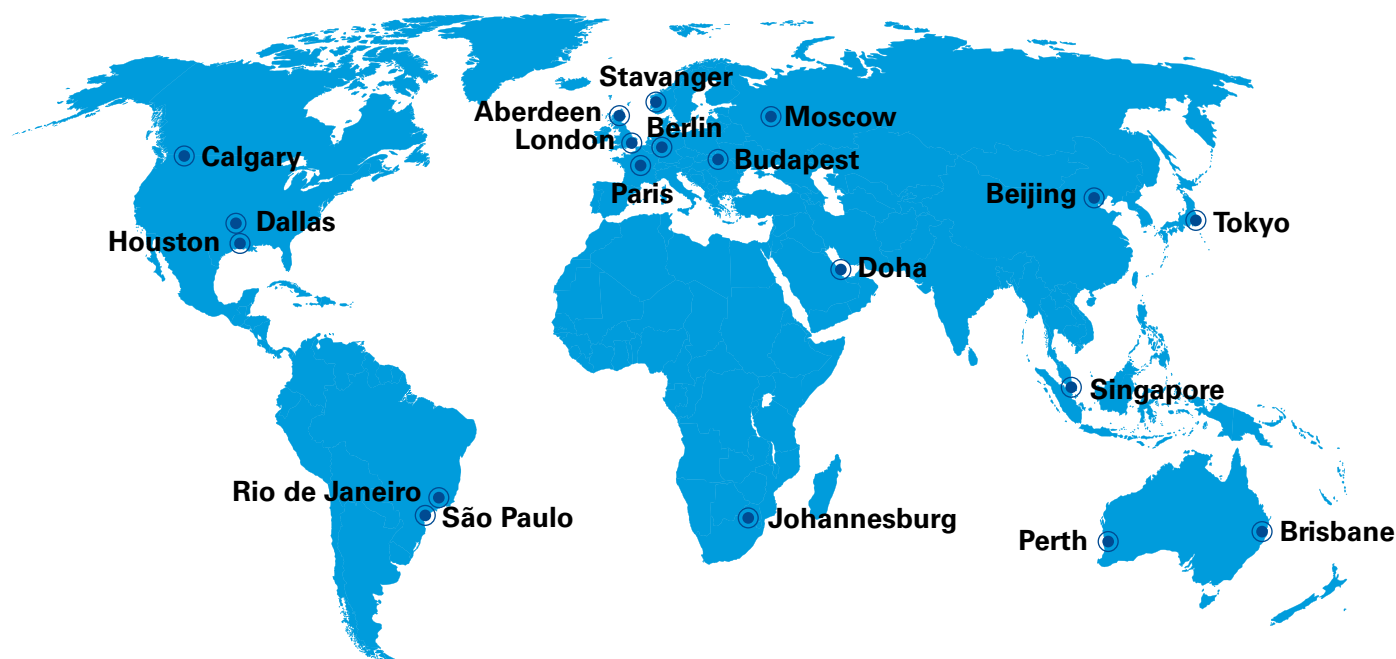 Stavanger
Aberdeen
Moscow
Berlin
London
Calgary
Budapest
Paris
Beijing
Dallas
Tokyo
Houston
Doha
Singapore
Rio de Janeiro
São Paulo
Johannesburg
Brisbane
Perth